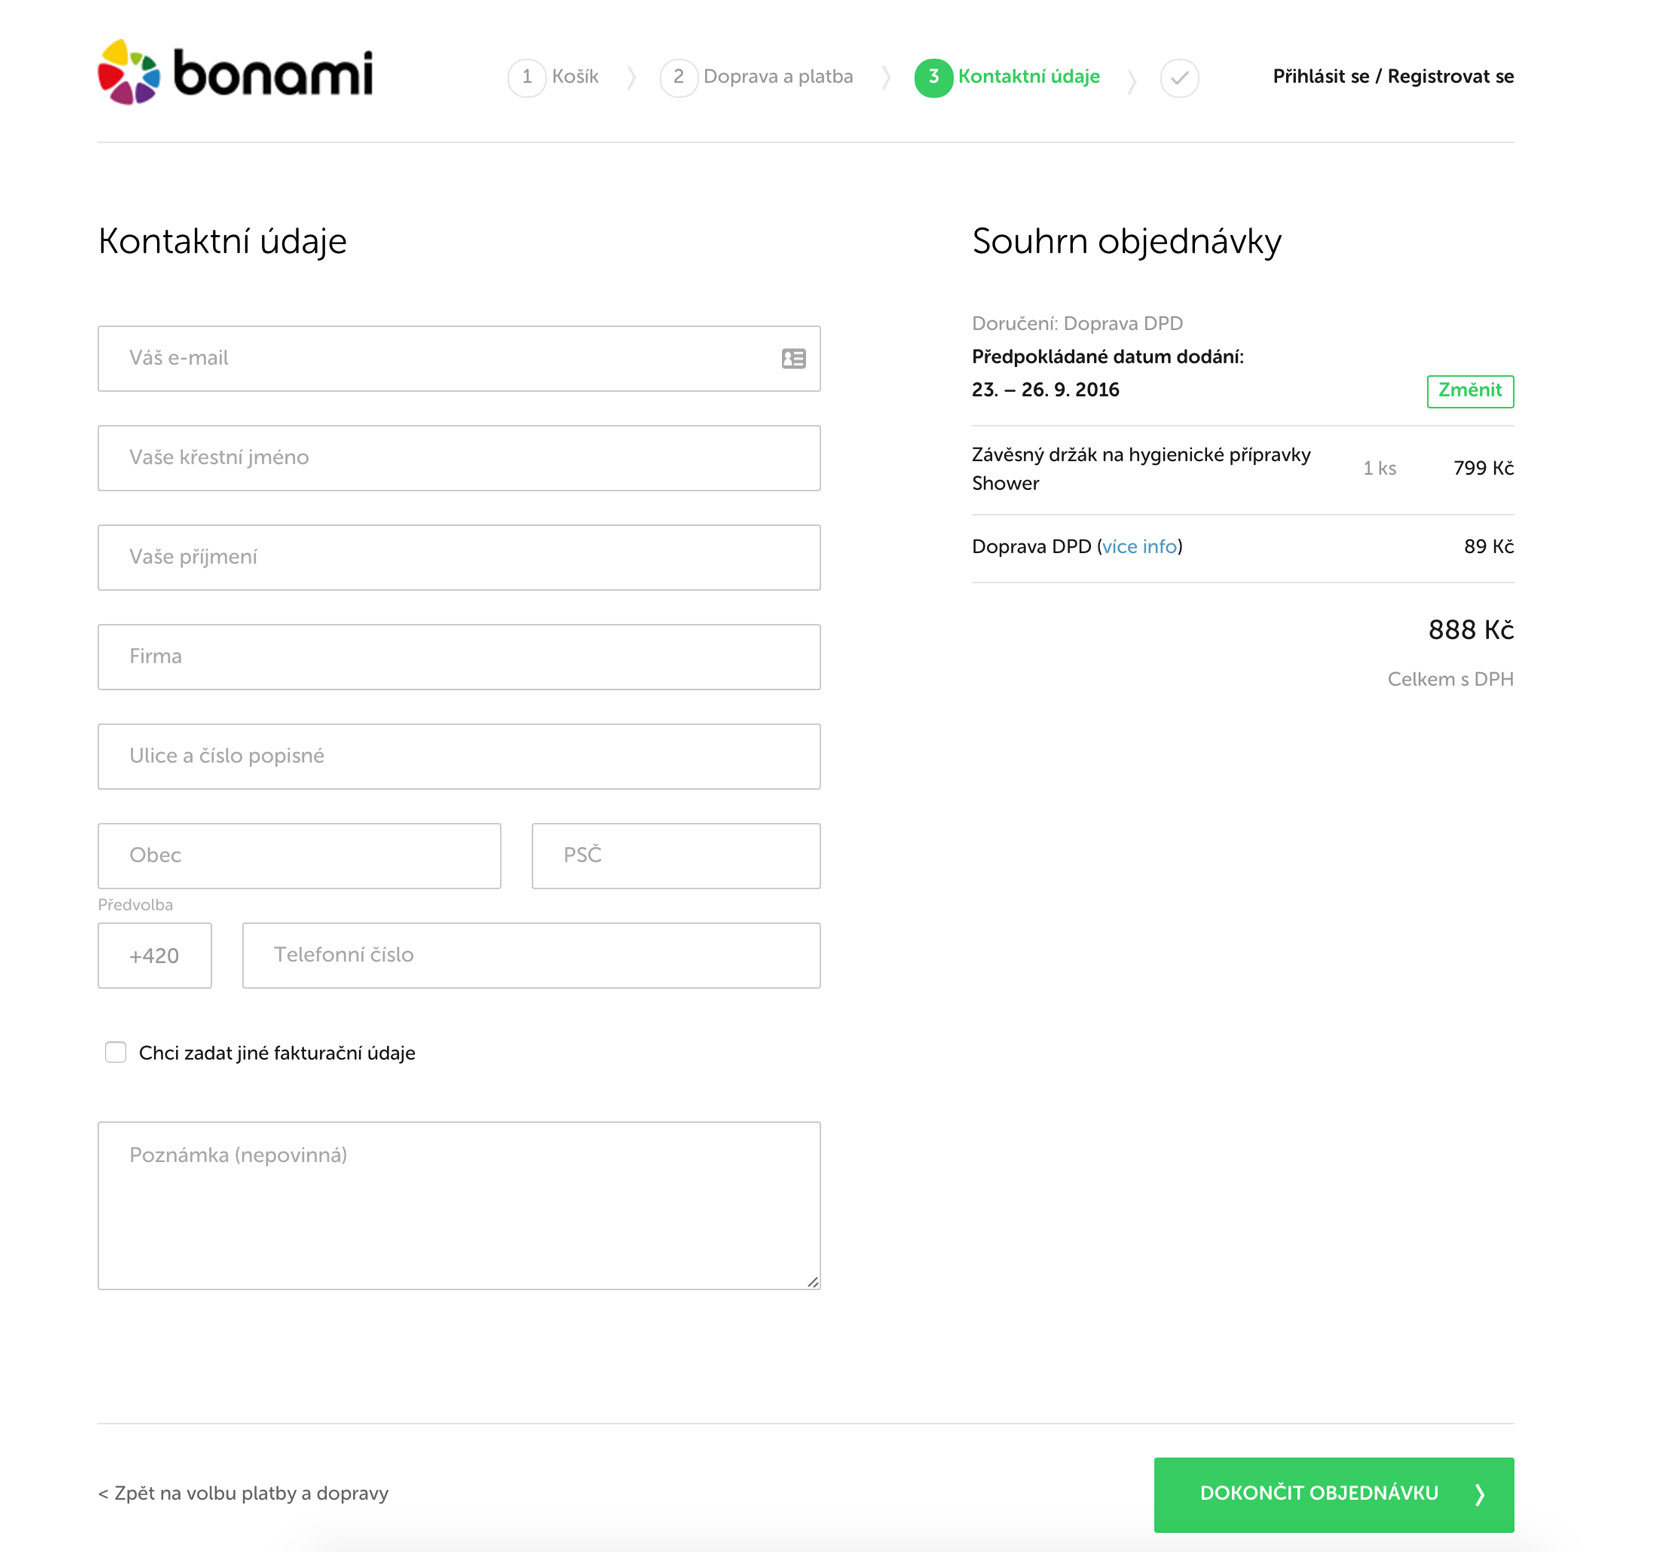 bonami
1 Košík
2 Doprava a platba
3 Kontaktní údaje
Přihlásit se / Registrovat se
Kontaktní údaje
Váš e-mail
Vaše křestní jméno
Vaše příjmení
Firma
Ulice a číslo popisné
Obec
PSČ
Předvolba
+420
Telefonní číslo
Chci zadat jiné fakturační údaje
Poznámka (nepovinná)
Souhrn objednávky
Doručení: Doprava DPD
Předpokládané datum dodání:
23. – 26. 9. 2016
Změnit
Závěsný držák na hygienické přípravky
Shower
1 ks
799 Kč
Doprava DPD (více info)
89 Kč
888 Kč
Celkem s DPH
< Zpět na volbu platby a dopravy
DOKONČIT OBJEDNÁVKU